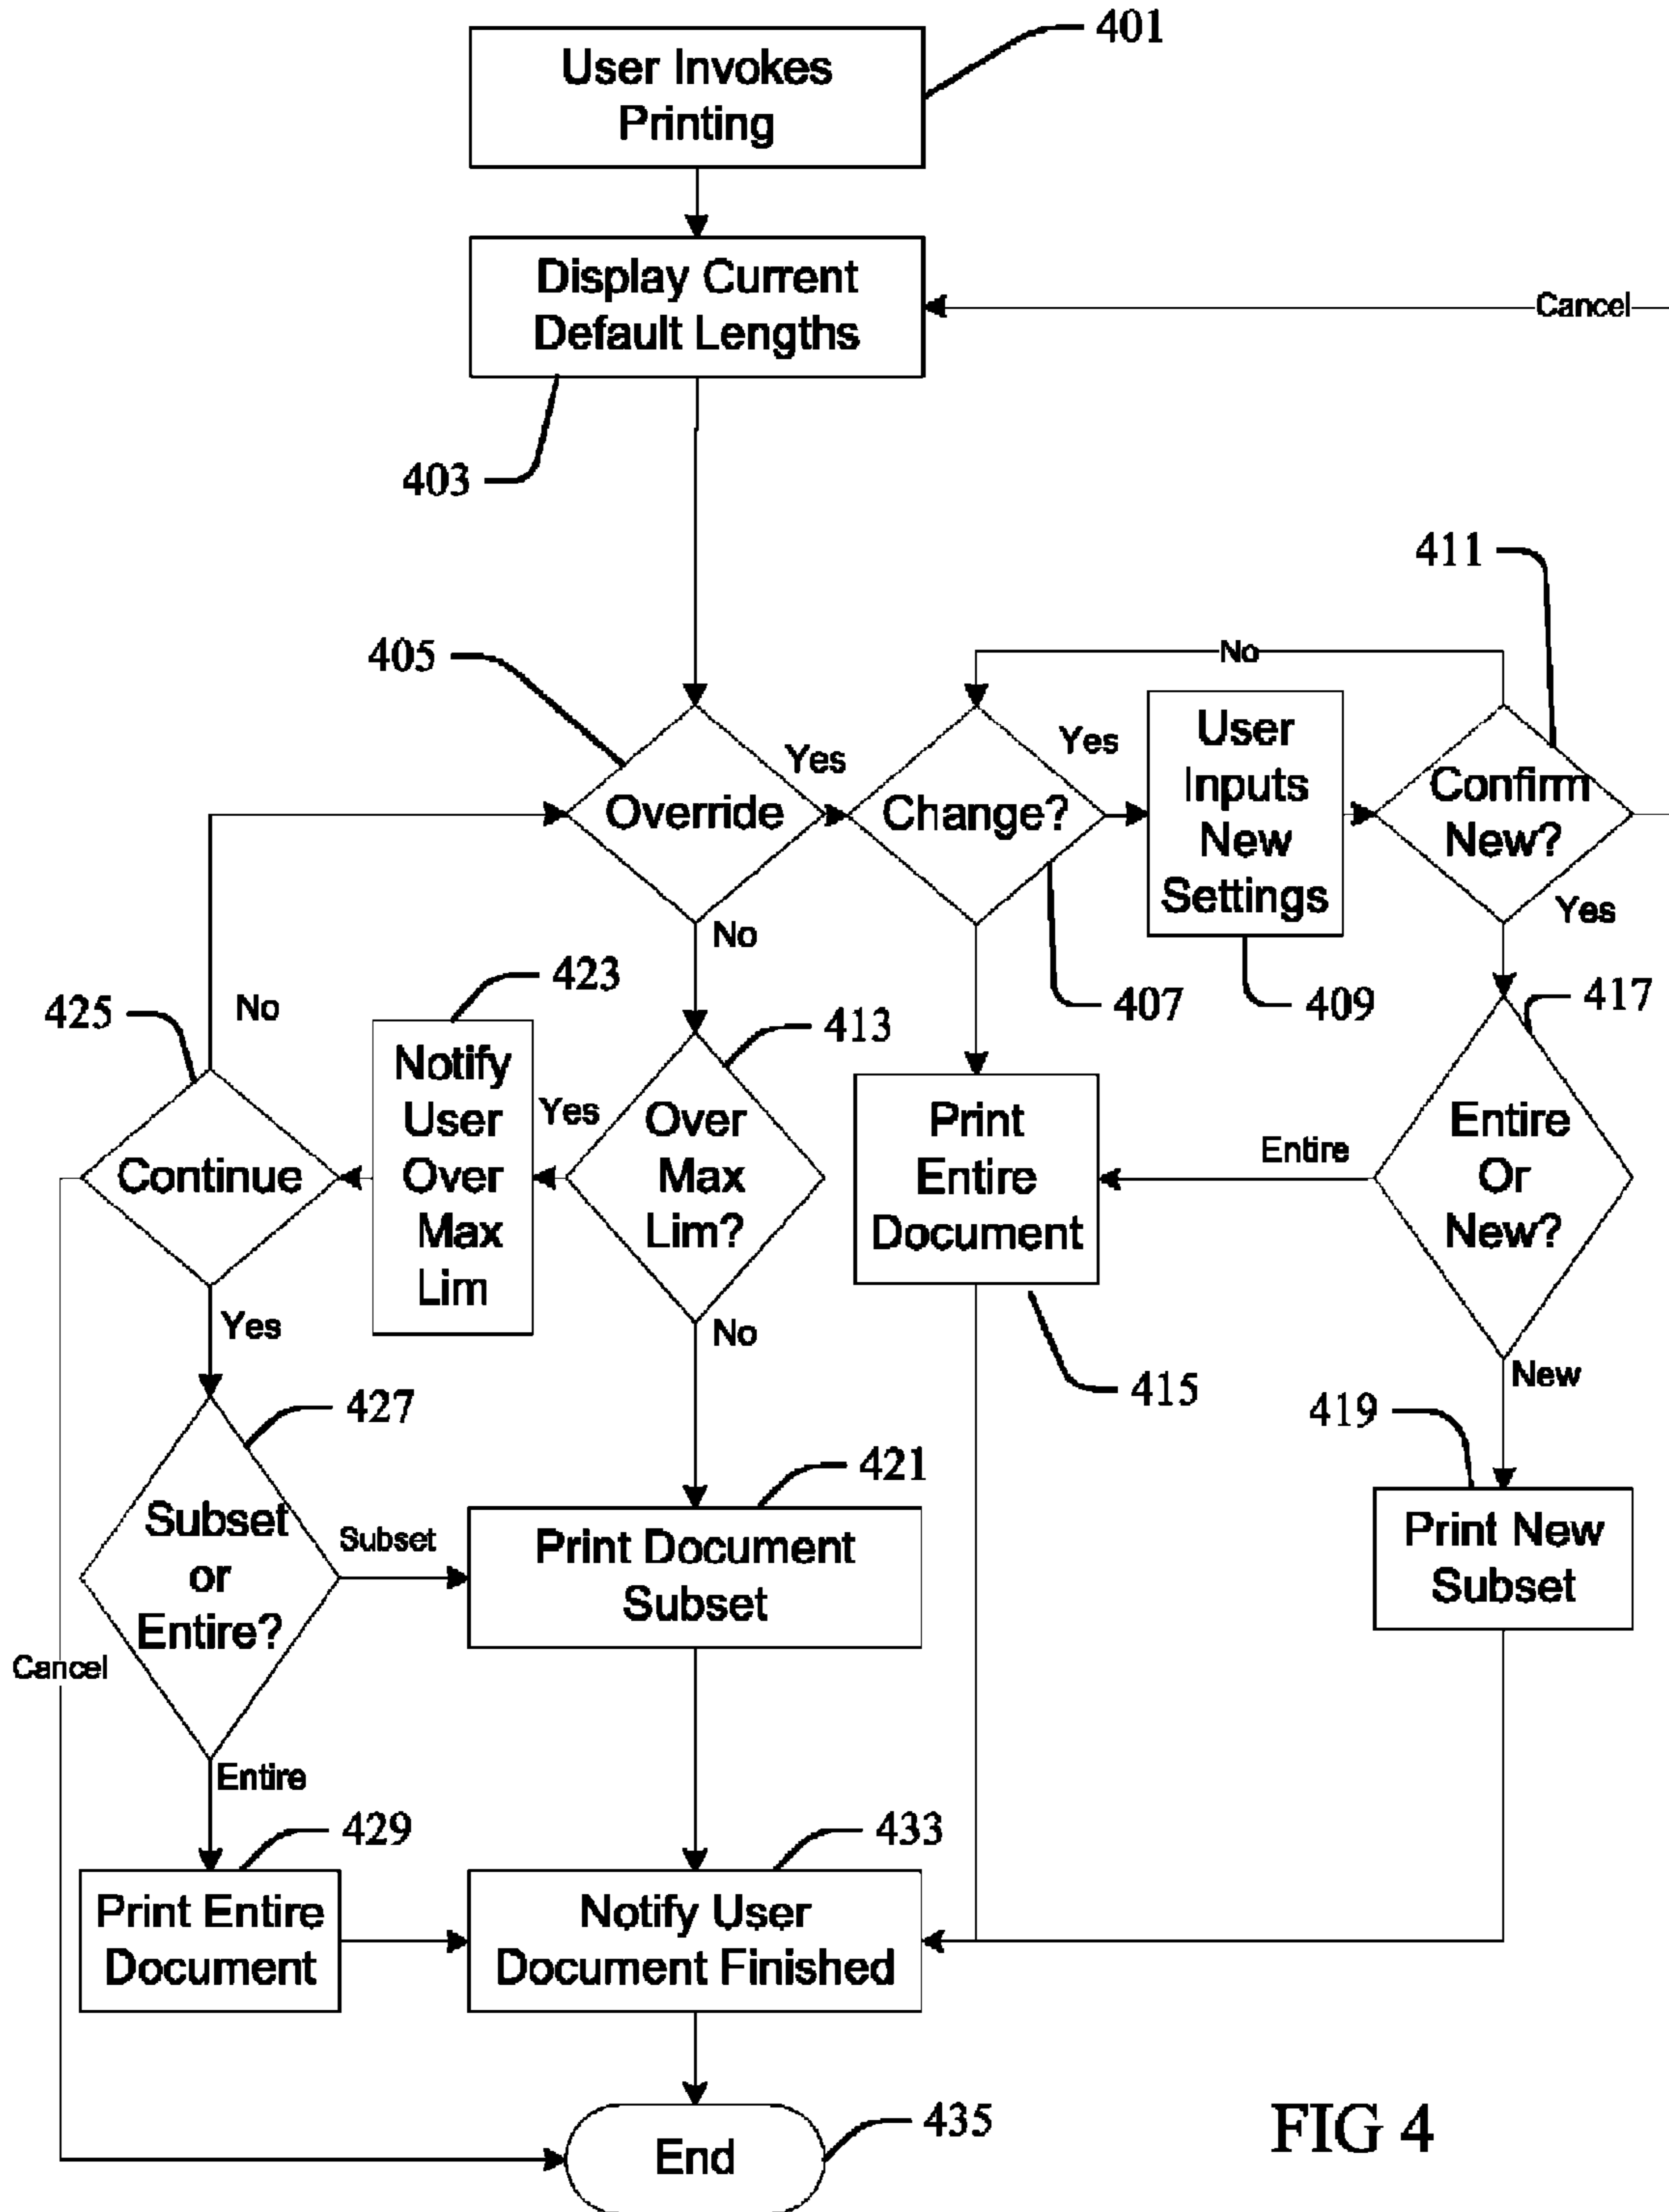 401
User Invokes
Printing
Display Current
Default Lengths
Cancel
403
411
405
No
Yes
Yes
Override
Change?
User
Inputs
New
Settings
Confirm
New?
Yes
No
423
407
409
417
425
No
413
Notify
User
Over
Max
Lim
Yes
Over
Max
Lim?
Print
Entire
Document
Entire
Entire
Or
New?
Continue
Yes
No
New
427
415
419
421
Subset
or
Entire?
Subset
Print Document
Subset
Print New
Subset
Cancel
Entire
429
433
Print Entire
Document
Notify User
Document Finished
435
End
FIG 4